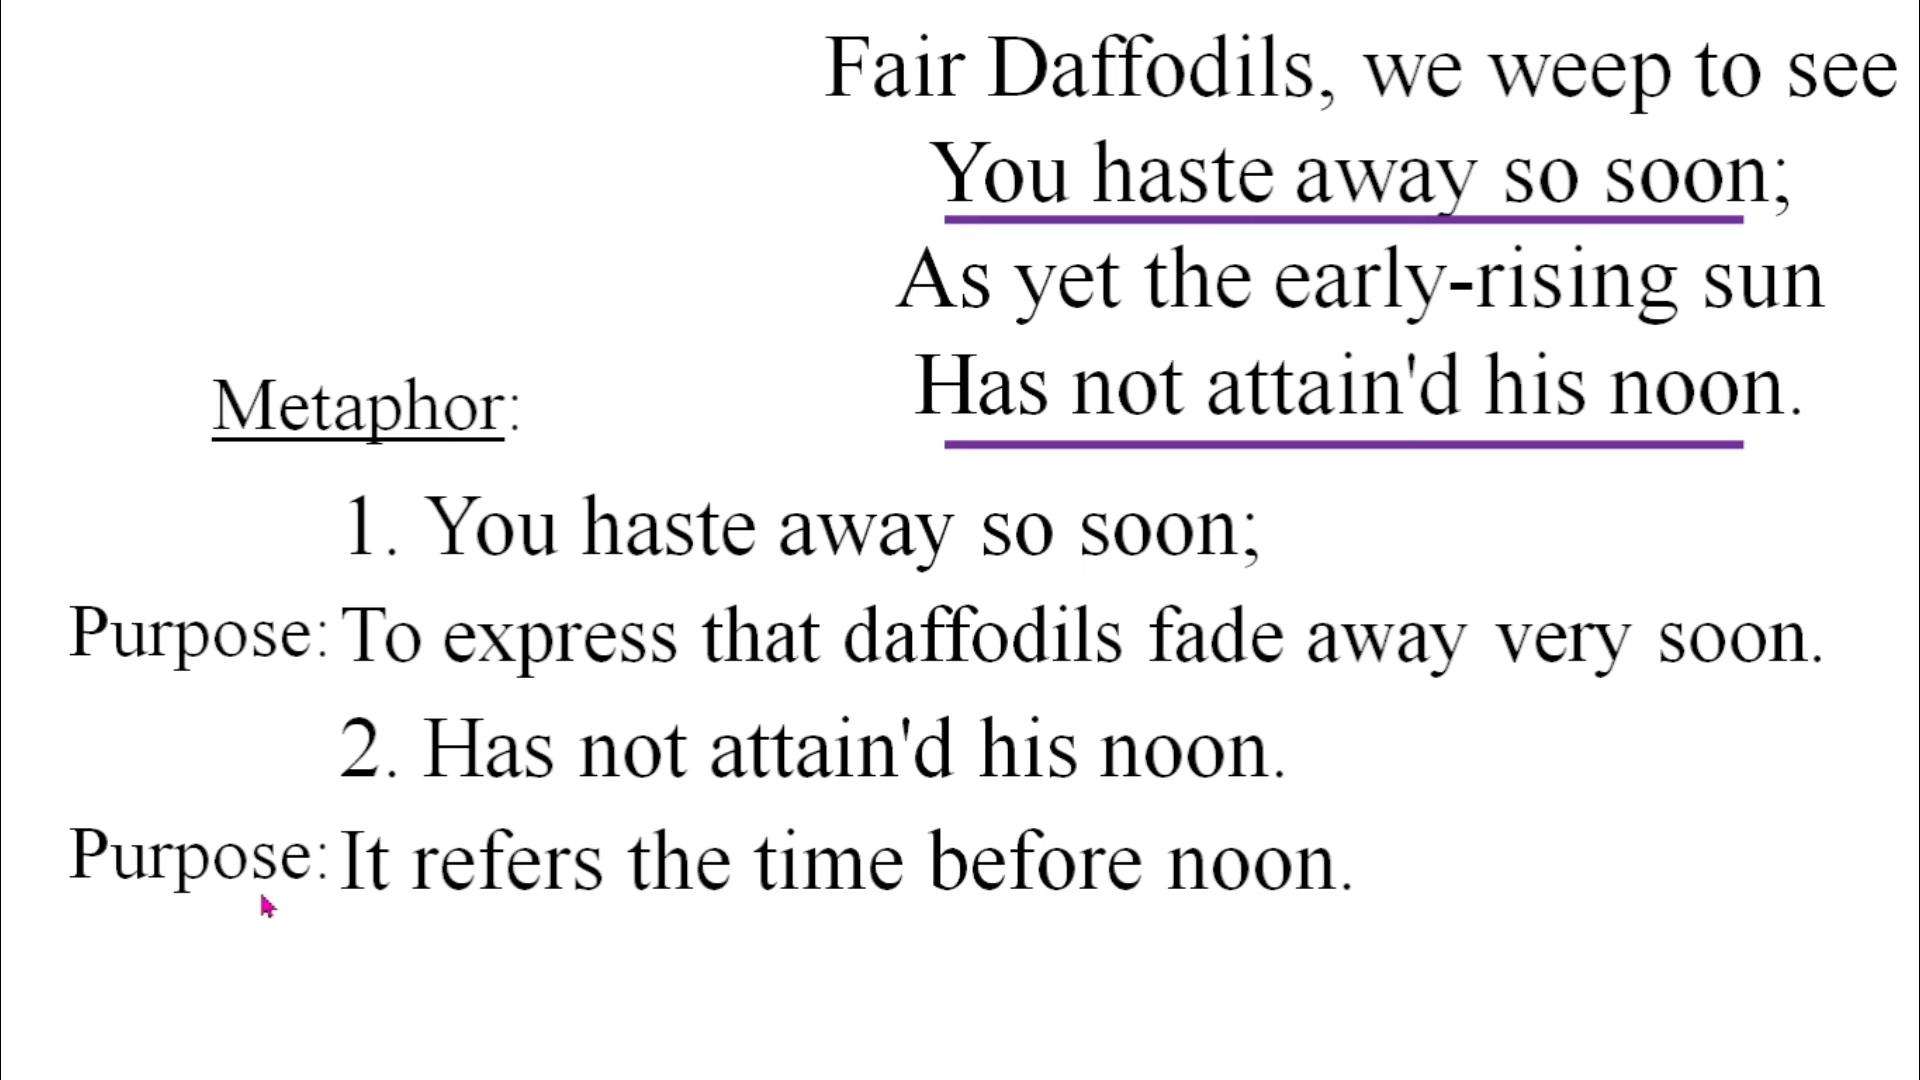 Fair Daffodils, we weep to see
You haste away so soon;
As yet the early-rising sun
Has not attain'd his noon.
Metaphor:
1. You haste away so soon;
Purpose: To express that daffodils fade away very soon.
2. Has not attain'd his noon.
Purpose: It refers the time before noon.